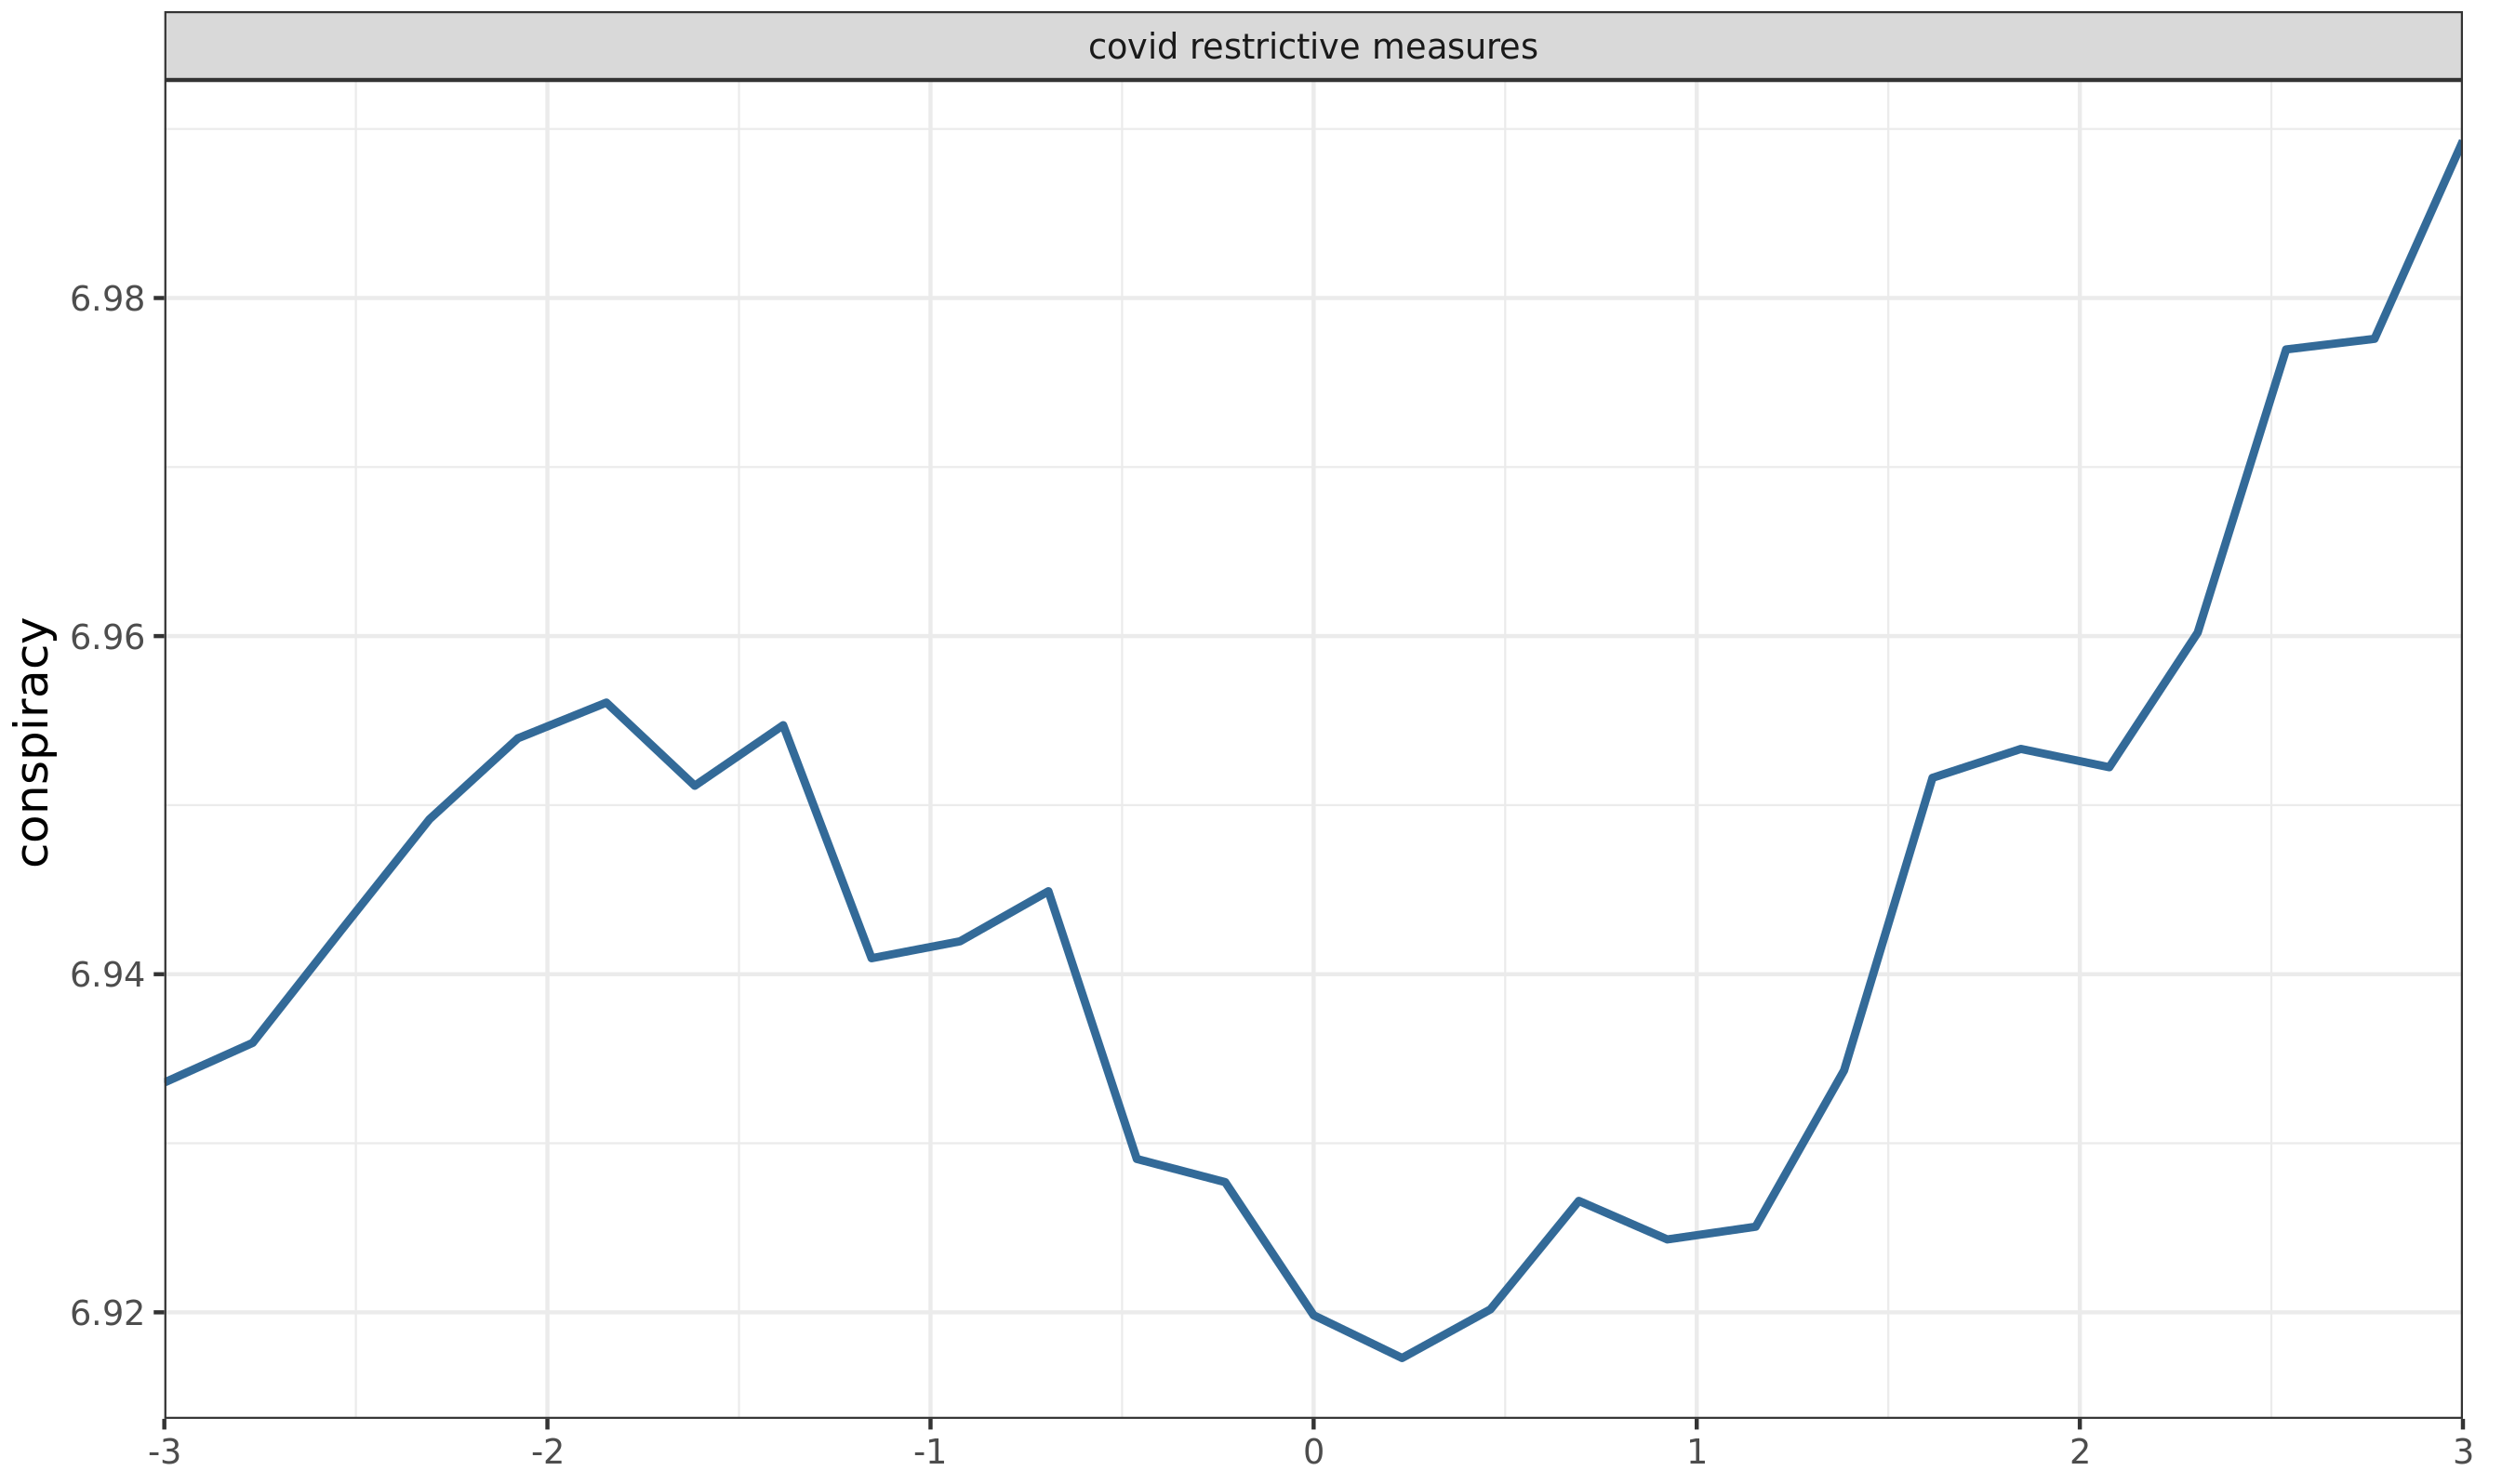 covid restrictive measures
conspiracy
6.98
6.96
6.94
6.92
-3 -2 -1 0 1 2 3